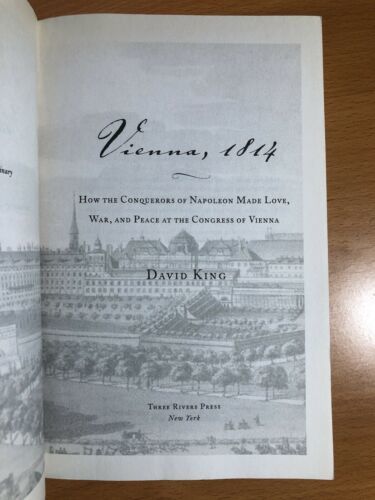 Vienna, 1814
How the Conquerors of Napoleon Made Love,
War, and Peace at the Congress of Vienna
David King
Three Rivers Press
New York